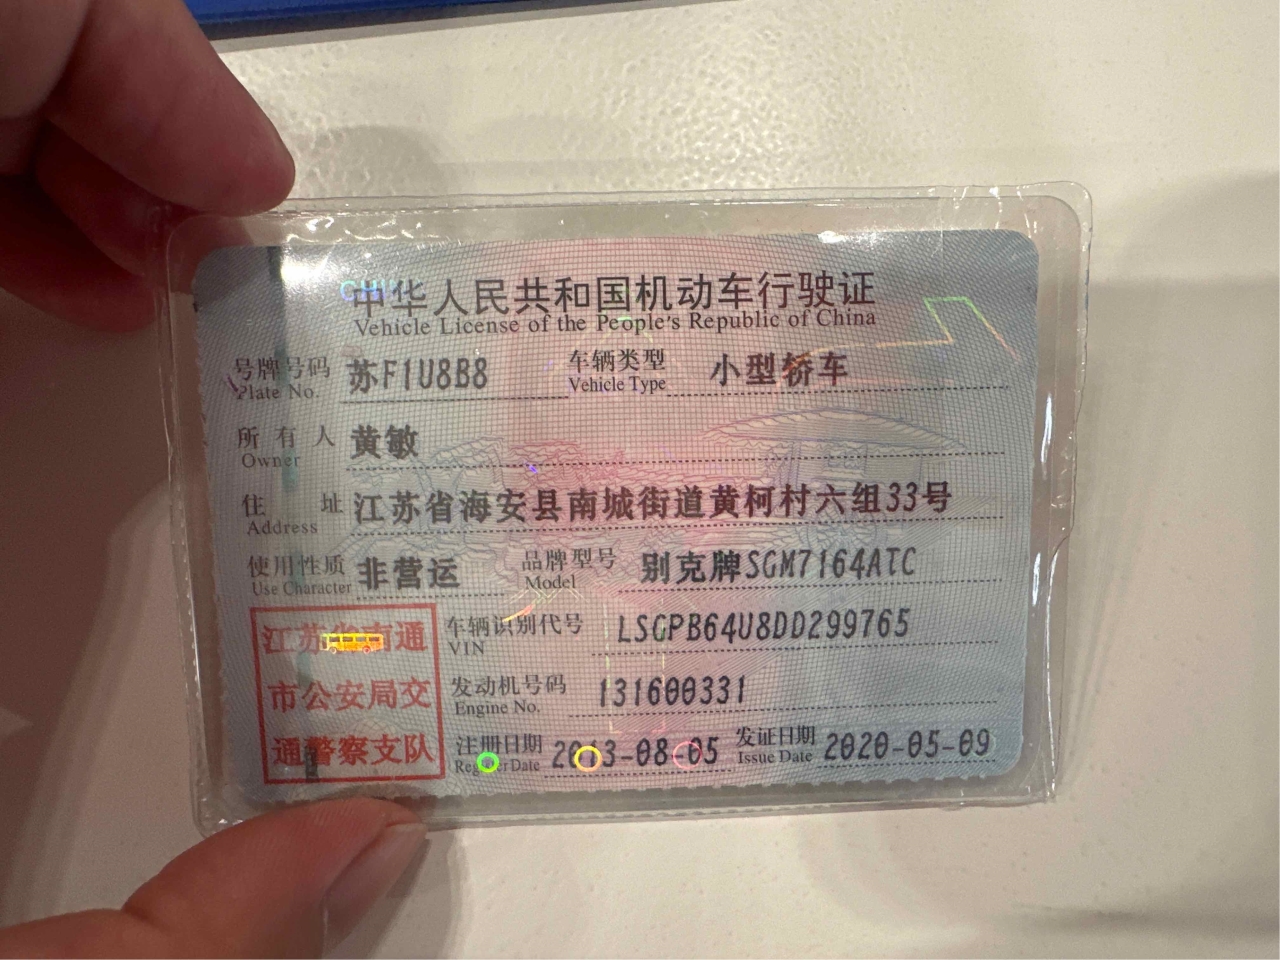 中华人民共和国机动车行驶证
Vehicle License of the People's Republic of China
号牌号码 苏F1U8B8 车辆类型 小型轿车
Plate No. Vehicle Type
所有人 黄敏
Owner
住址 江苏省海安县南城街道黄柯村六组33号
Address
使用性质 非营运 品牌型号 别克牌SGM7164ATC
Use Character Model
江苏省南通
市公安局交
通警察支队
车辆识别代号 LSGPB64U8DD299765
VIN
发动机号码 131600331
Engine No.
注册日期 2013-08-05 发证日期 2020-05-09
Register Date Issue Date